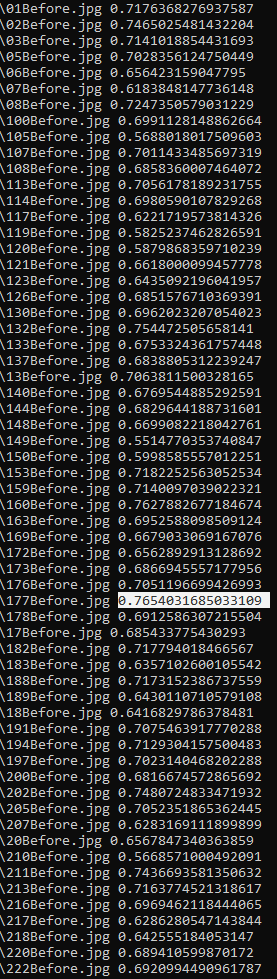 \01Before.jpg 0.7176368276937587
\02Before.jpg 0.7465025481432204
\03Before.jpg 0.7141018854431693
\05Before.jpg 0.7028356124750449
\06Before.jpg 0.656423159047795
\07Before.jpg 0.6183848147736148
\08Before.jpg 0.7247350579031229
\100Before.jpg 0.6991128148862664
\105Before.jpg 0.5688018017509603
\107Before.jpg 0.7011433485697319
\108Before.jpg 0.6858360007464072
\113Before.jpg 0.7056178189231755
\114Before.jpg 0.6980590107829268
\117Before.jpg 0.6221719573814326
\119Before.jpg 0.5825237462826591
\120Before.jpg 0.5879868359710239
\121Before.jpg 0.6618000099457778
\123Before.jpg 0.6435092196041957
\126Before.jpg 0.6851576710369391
\130Before.jpg 0.6962023207054023
\132Before.jpg 0.754472505658141
\133Before.jpg 0.6753324361757448
\137Before.jpg 0.6838805312239247
\13Before.jpg 0.7063811500328165
\140Before.jpg 0.6769544885292591
\144Before.jpg 0.6829644188731601
\148Before.jpg 0.6699082218042761
\149Before.jpg 0.5514770353740847
\150Before.jpg 0.5998585557012251
\153Before.jpg 0.7182252563052534
\159Before.jpg 0.7140097039022321
\160Before.jpg 0.7627882677184674
\163Before.jpg 0.6952588098509124
\169Before.jpg 0.6679033069167076
\172Before.jpg 0.6562892913128692
\173Before.jpg 0.6866945557177956
\176Before.jpg 0.7051196699426993
\177Before.jpg 0.7654031685033109
\178Before.jpg 0.6912586307215504
\17Before.jpg 0.685433775430293
\182Before.jpg 0.717794018466567
\183Before.jpg 0.6357102600105542
\188Before.jpg 0.7173152386737559
\189Before.jpg 0.6430110710579108
\18Before.jpg 0.6416829786378481
\191Before.jpg 0.7075463917770288
\194Before.jpg 0.7129304157500483
\197Before.jpg 0.7023140468202288
\200Before.jpg 0.6816674572865692
\202Before.jpg 0.7480724833471932
\205Before.jpg 0.7052351865362445
\207Before.jpg 0.6283169111899899
\20Before.jpg 0.6567847340363859
\210Before.jpg 0.5668571000492091
\211Before.jpg 0.7436693581350632
\213Before.jpg 0.7163774521318617
\216Before.jpg 0.6969462118444065
\217Before.jpg 0.6286280547143844
\218Before.jpg 0.642555184053147
\220Before.jpg 0.689410599870172
\222Before.jpg 0.6920994490961787